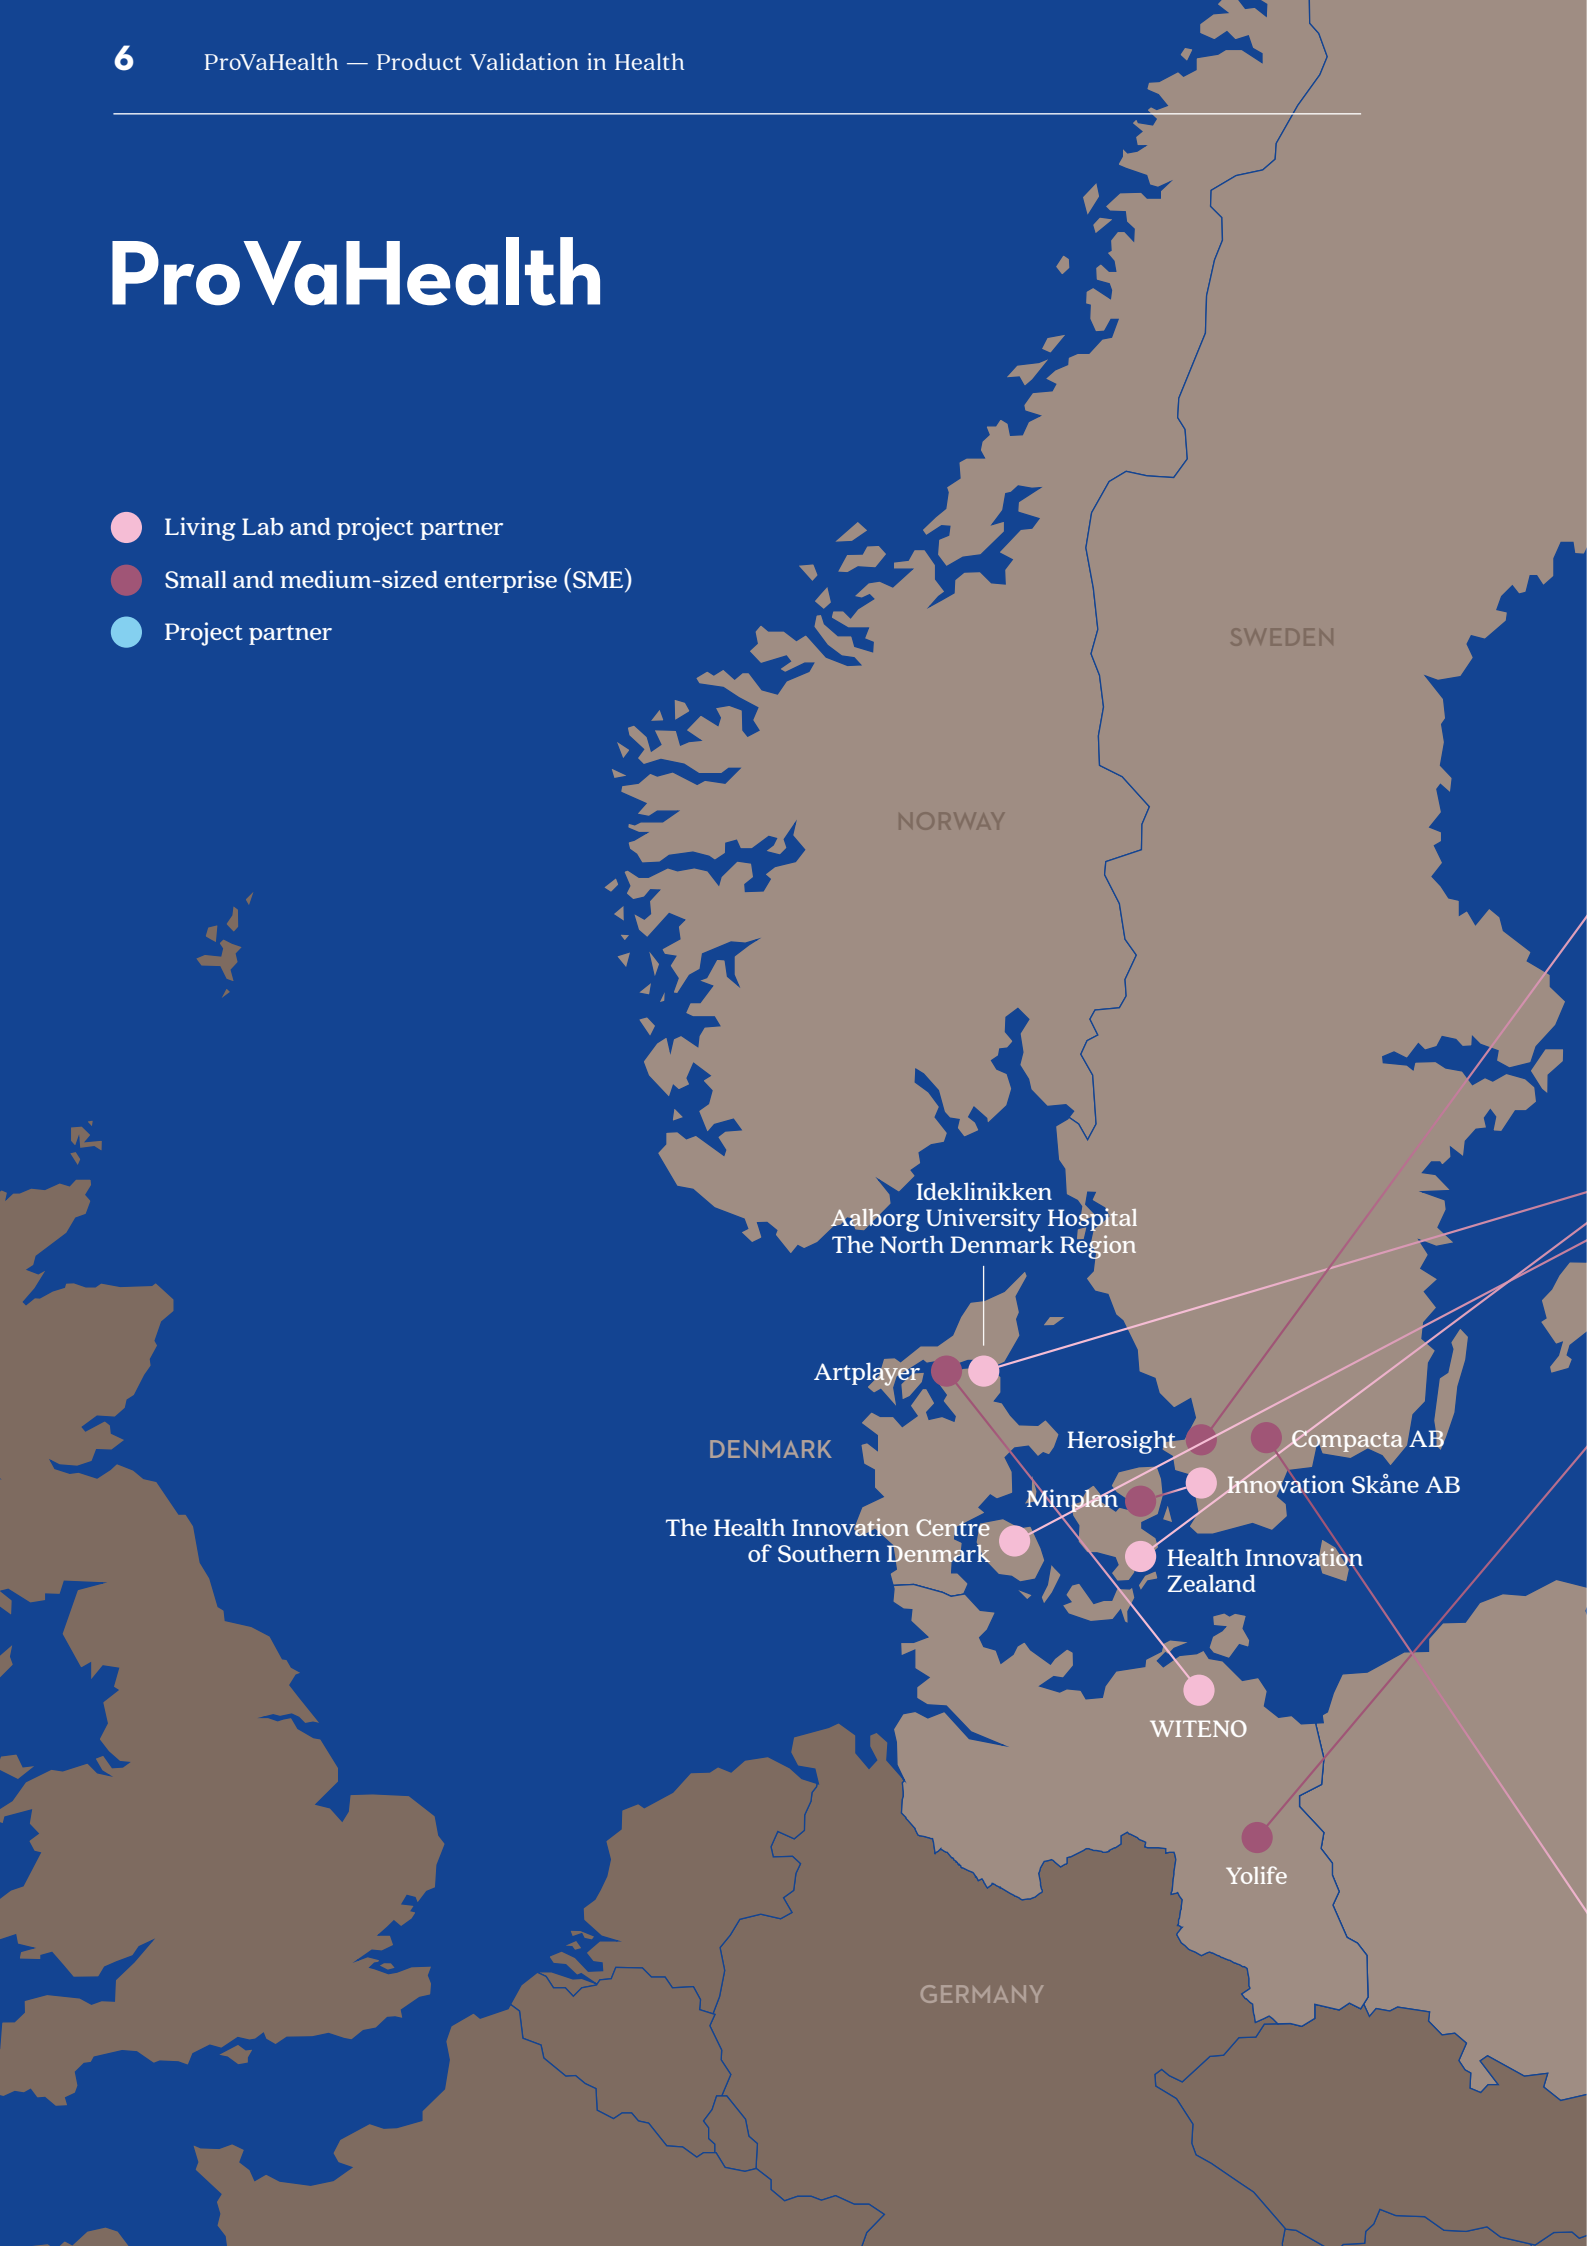 6 ProVaHealth — Product Validation in Health
ProVaHealth
Living Lab and project partner
Small and medium-sized enterprise (SME)
Project partner
SWEDEN
NORWAY
Ideklinikken
Aalborg University Hospital
The North Denmark Region
Artplayer
DENMARK
Herosight
Compacta AB
Innovation Skåne AB
Minplan
The Health Innovation Centre
of Southern Denmark
Health Innovation
Zealand
WITENO
Yolife
GERMANY